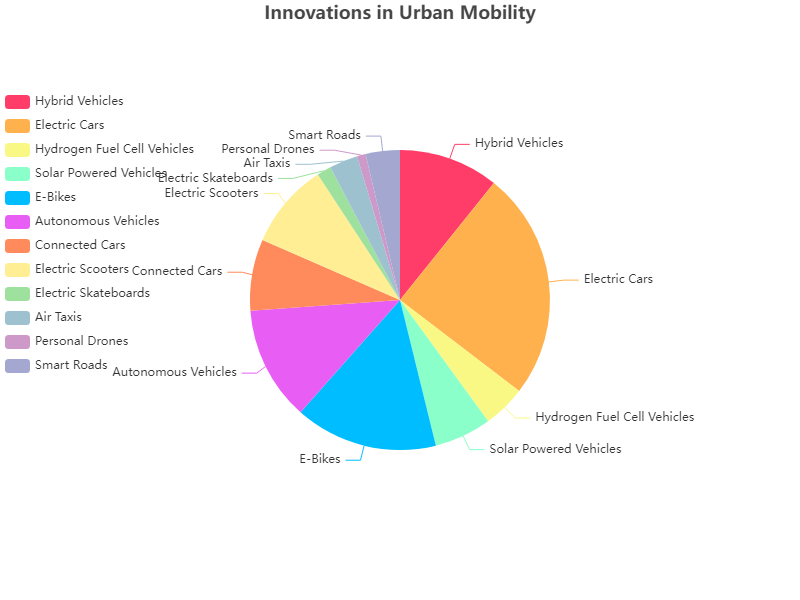 Innovations in Urban Mobility
Hybrid Vehicles
Electric Cars
Hydrogen Fuel Cell Vehicles
Solar Powered Vehicles
E-Bikes
Autonomous Vehicles
Connected Cars
Electric Scooters
Electric Skateboards
Air Taxis
Personal Drones
Smart Roads
Smart Roads
Hybrid Vehicles
Personal Drones
Air Taxis
Electric Skateboards
Electric Scooters
Connected Cars
Electric Cars
Autonomous Vehicles
Hydrogen Fuel Cell Vehicles
Solar Powered Vehicles
E-Bikes